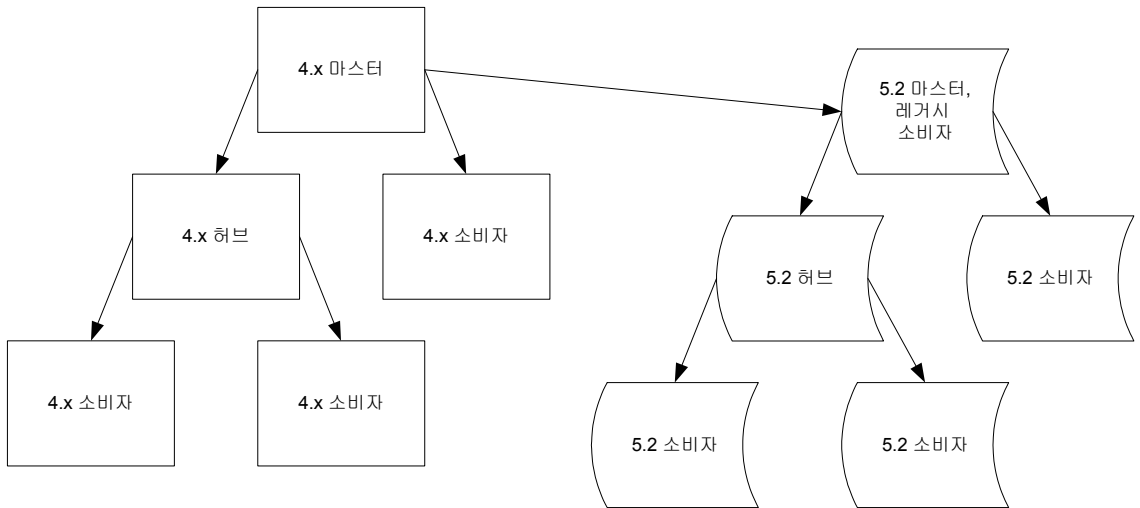 4.x 마스터
5.2 마스터,
레거시
소비자
4.x 허브
4.x 소비자
5.2 허브
5.2 소비자
4.x 소비자
4.x 소비자
5.2 소비자
5.2 소비자